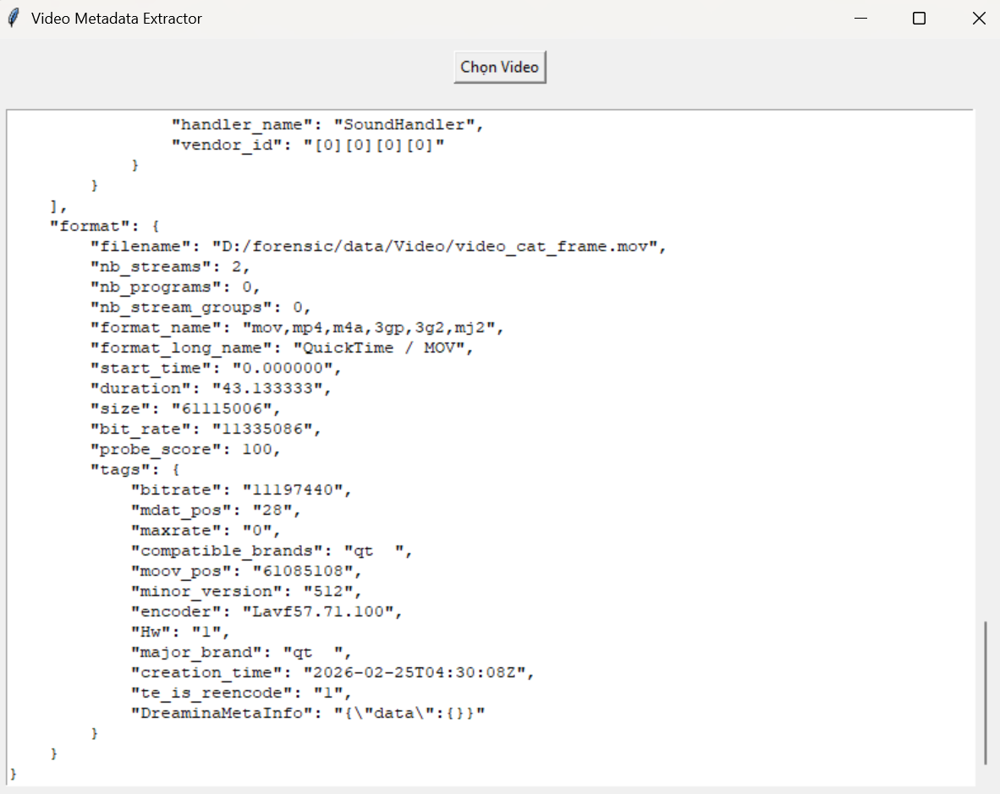 Video Metadata Extractor
Chọn Video
"handler_name": "SoundHandler",
"vendor_id": "[0][0][0][0]"
}
}
],
"format": {
"filename": "D:/forensic/data/Video/video_cat_frame.mov",
"nb_streams": 2,
"nb_programs": 0,
"nb_stream_groups": 0,
"format_name": "mov,mp4,m4a,3gp,3g2,mj2",
"format_long_name": "QuickTime / MOV",
"start_time": "0.000000",
"duration": "43.133333",
"size": "61115006",
"bit_rate": "11335086",
"probe_score": 100,
"tags": {
"bitrate": "11197440",
"mdat_pos": "28",
"maxrate": "0",
"compatible_brands": "qt  ",
"moov_pos": "61085108",
"minor_version": "512",
"encoder": "Lavf57.71.100",
"Hw": "1",
"major_brand": "qt  ",
"creation_time": "2026-02-25T04:30:08Z",
"te_is_reencode": "1",
"DreaminaMetaInfo": "{\"data\":{}}"
}
}
}